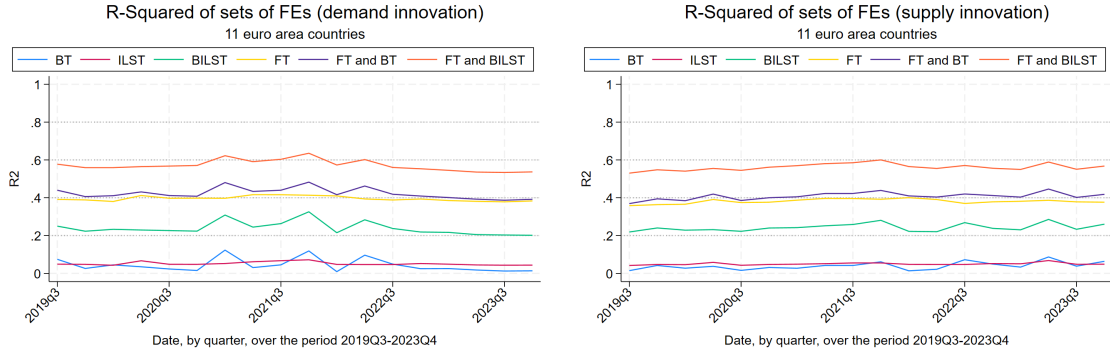 R-Squared of sets of FEs (demand innovation)
11 euro area countries
BT ILST BILST FT FT and BT FT and BILST
1
.8
.6
.4
.2
0
R2
2019Q3 2020Q3 2021Q3 2022Q3 2023Q3
Date, by quarter, over the period 2019Q3-2023Q4
R-Squared of sets of FEs (supply innovation)
11 euro area countries
BT ILST BILST FT FT and BT FT and BILST
1
.8
.6
.4
.2
0
R2
2019Q3 2020Q3 2021Q3 2022Q3 2023Q3
Date, by quarter, over the period 2019Q3-2023Q4